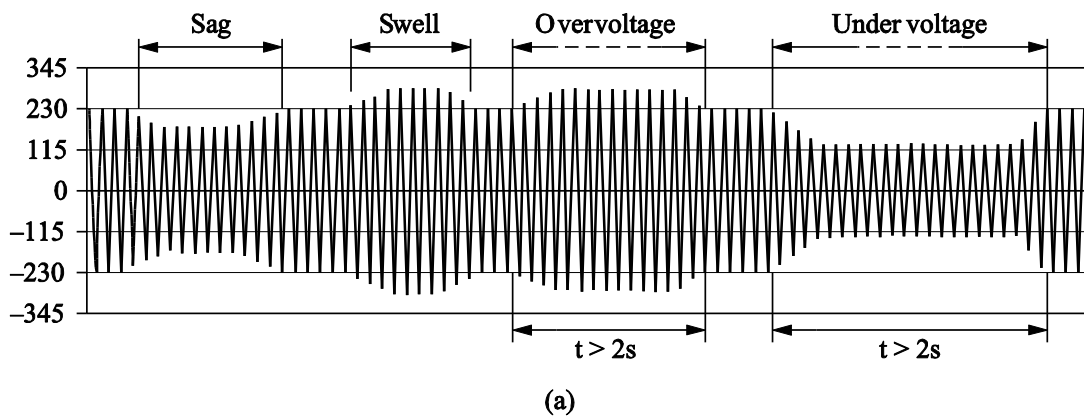 Sag Swell Overvoltage Under voltage
345
230
115
0
–115
–230
–345
t > 2s t > 2s
(a)